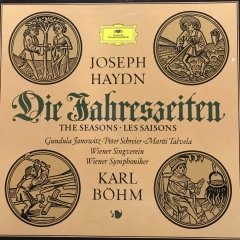 JOSEPH
HAYDN
Die Jahreszeiten
THE SEASONS · LES SAISONS
Gundula Janowitz · Peter Schreier · Martti Talvela
Wiener Singverein
Wiener Symphoniker
KARL
BÖHM